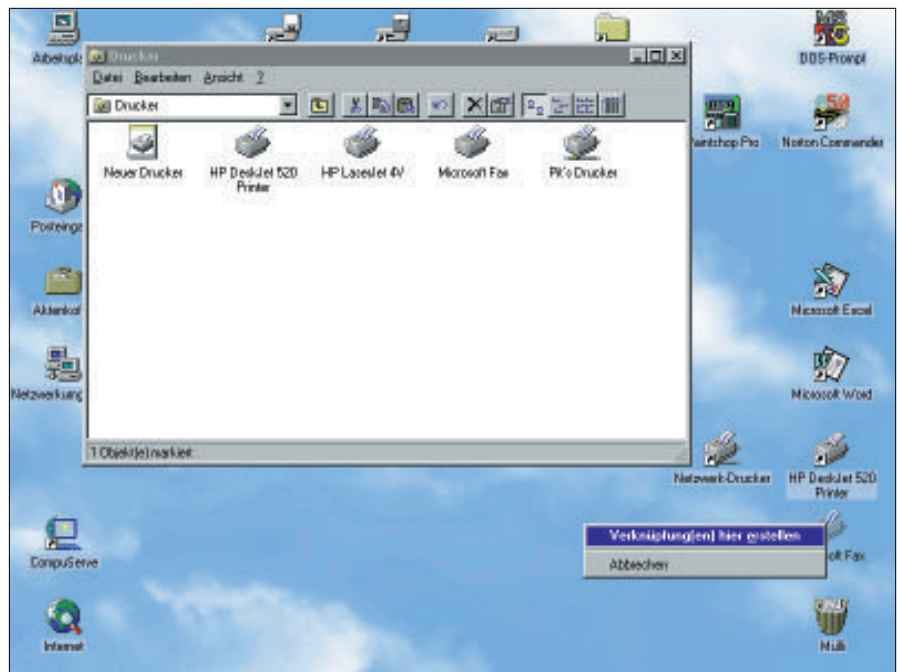 Drucker
Datei Bearbeiten Ansicht ?
Drucker
Neuer Drucker
HP DeskJet 520 Printer
HP LaserJet 4V
Microsoft Fax
Pit's Drucker
1 Objekt(e) markiert
Arbeitspl
Posteinga
Aktenkof
Netzwerkumg
CompuServe
Internet
MS
DOS-Prompt
Paintshop Pro
Norton Commander
Microsoft Excel
Microsoft Word
Netzwerk-Drucker
HP DeskJet 520 Printer
oft Fax
Verknüpfung(en) hier erstellen
Abbrechen
Mülli